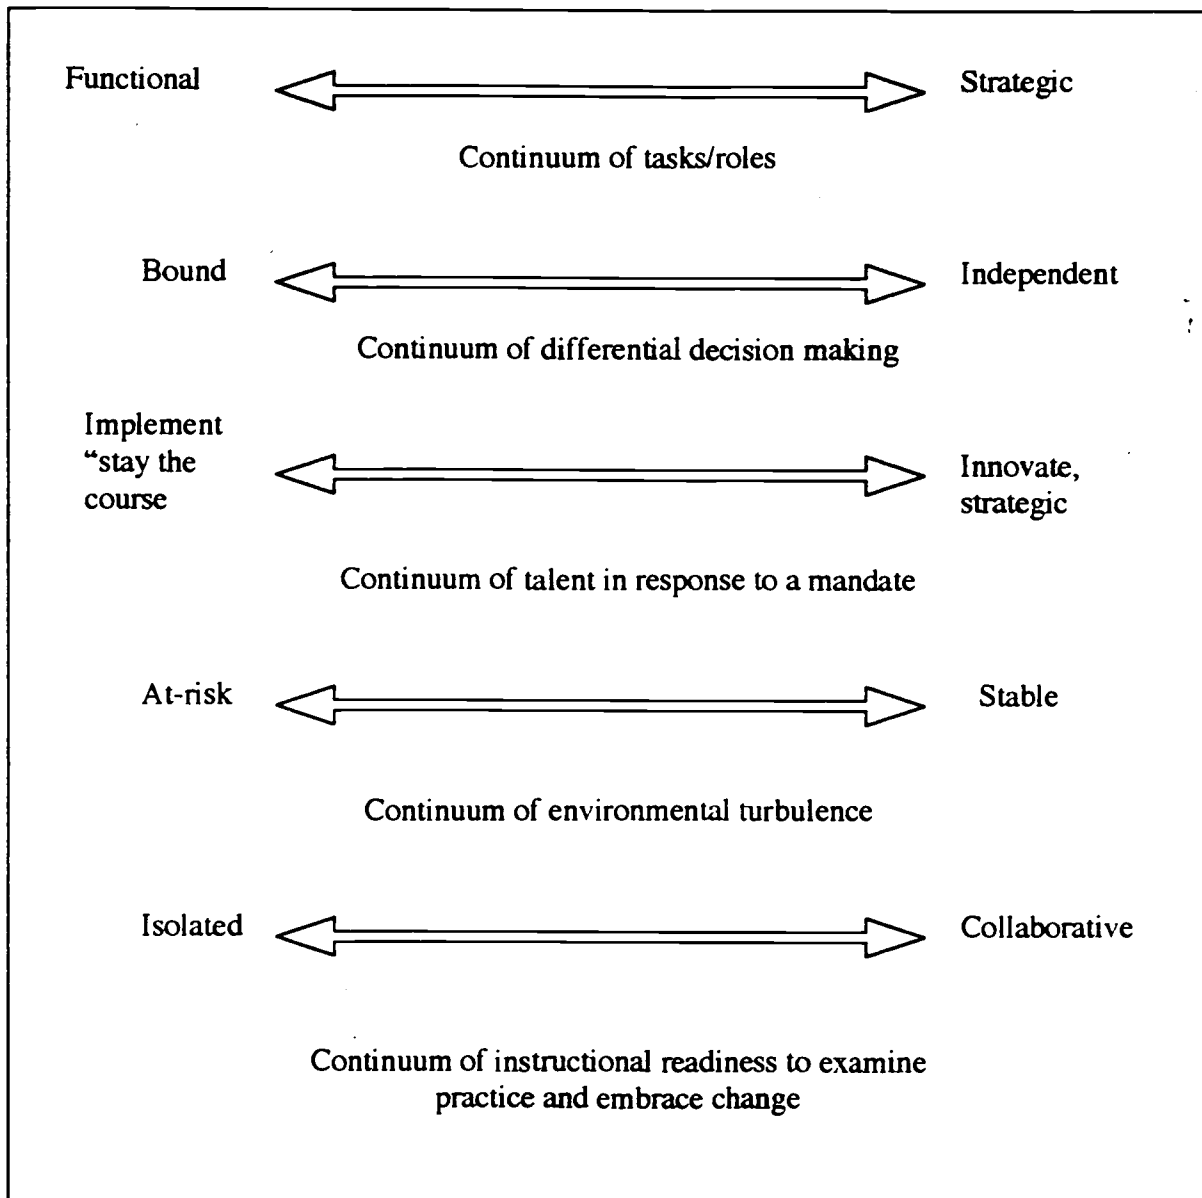 Functional
Strategic
Continuum of tasks/roles
Bound
Independent
Continuum of differential decision making
Implement
“stay the
course
Innovate,
strategic
Continuum of talent in response to a mandate
At-risk
Stable
Continuum of environmental turbulence
Isolated
Collaborative
Continuum of instructional readiness to examine
practice and embrace change